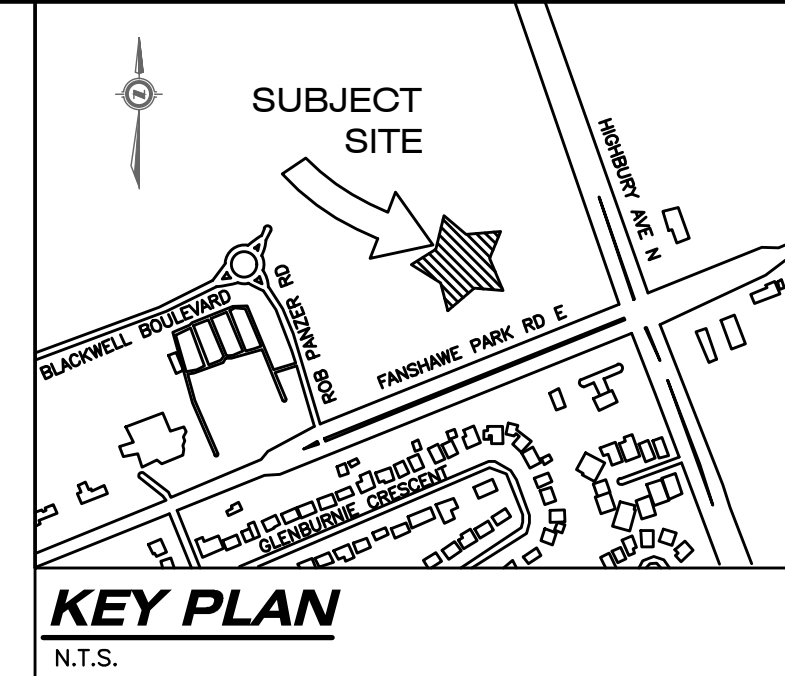 SUBJECT
SITE
HIGHBURY AVE N
N
ROB PANZER RD
BLACKWELL BOULEVARD
FANSHAWE PARK RD E
GLENBURNIE CRESCENT
KEY PLAN
N.T.S.